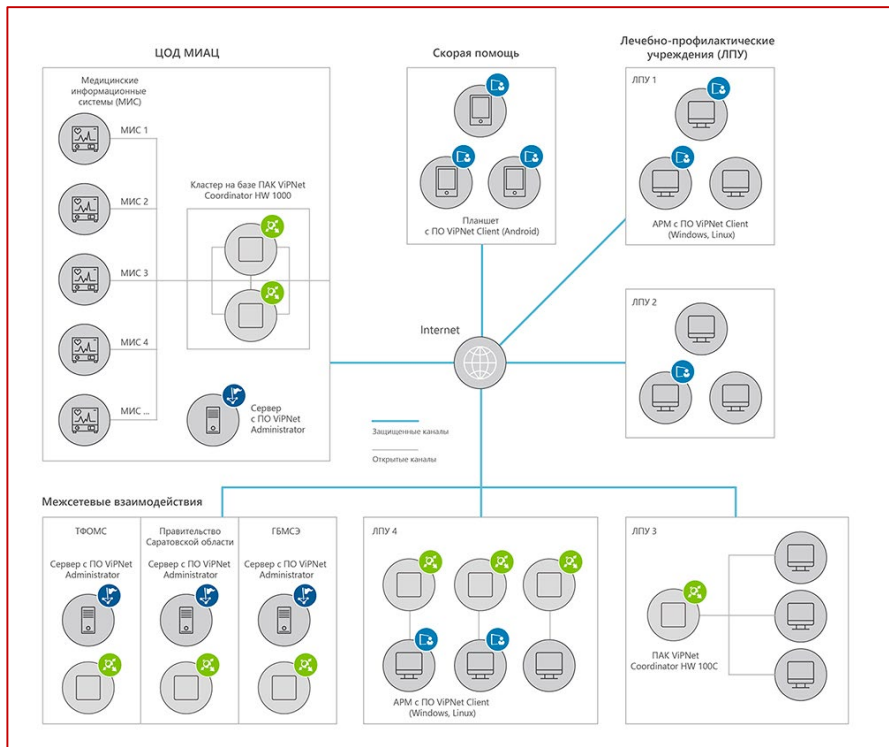 ЦОД МИАЦ
Медицинские
информационные
системы (МИС)
МИС 1
МИС 2
МИС 3
МИС 4
МИС ...
Кластер на базе ПАК ViPNet
Coordinator HW 1000
Сервер
с ПО ViPNet
Administrator
Скорая помощь
Планшет
с ПО ViPNet Client (Android)
Лечебно-профилактические
учреждения (ЛПУ)
ЛПУ 1
АРМ с ПО ViPNet Client
(Windows, Linux)
ЛПУ 2
Internet
Защищенные каналы
Открытые каналы
Межсетевые взаимодействия
ТФОМС
Сервер с ПО ViPNet
Administrator
Правительство
Саратовской области
Сервер с ПО ViPNet
Administrator
ГБМСЭ
Сервер с ПО ViPNet
Administrator
ЛПУ 4
АРМ с ПО ViPNet Client
(Windows, Linux)
ЛПУ 3
ПАК ViPNet
Coordinator HW 100C